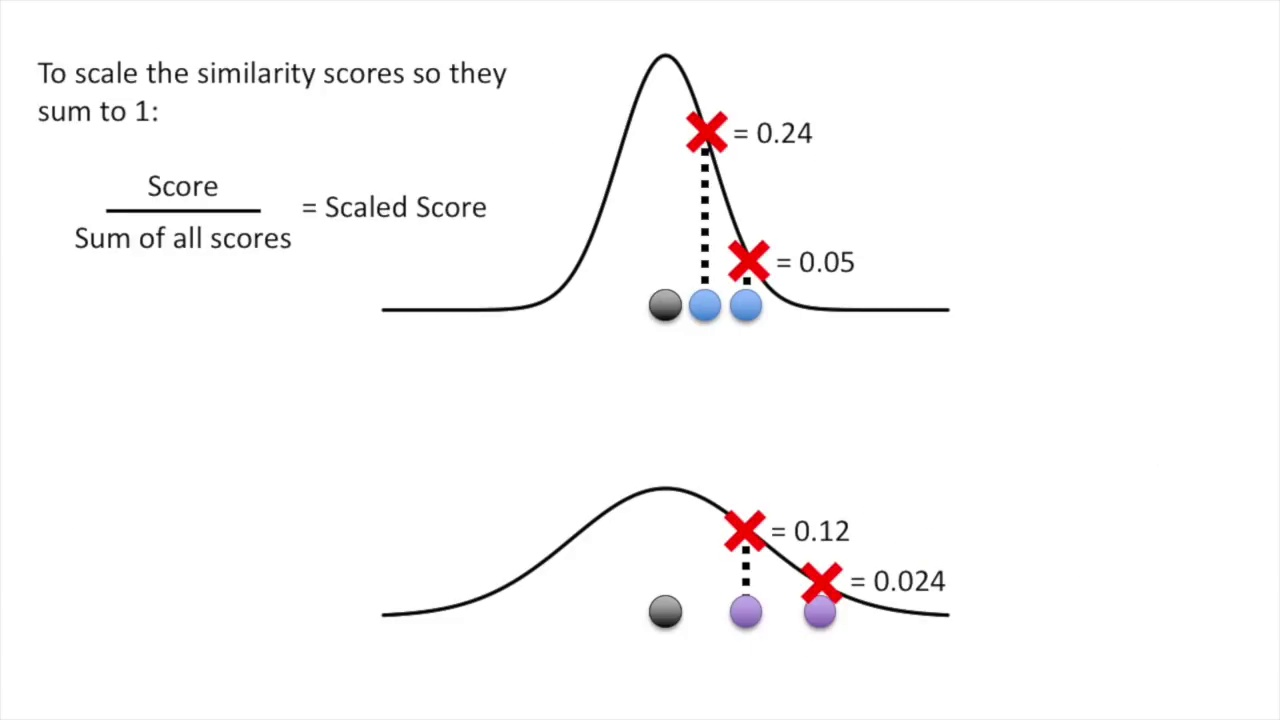 To scale the similarity scores so they
sum to 1:
Score
Sum of all scores
= Scaled Score
= 0.24
= 0.05
= 0.12
= 0.024